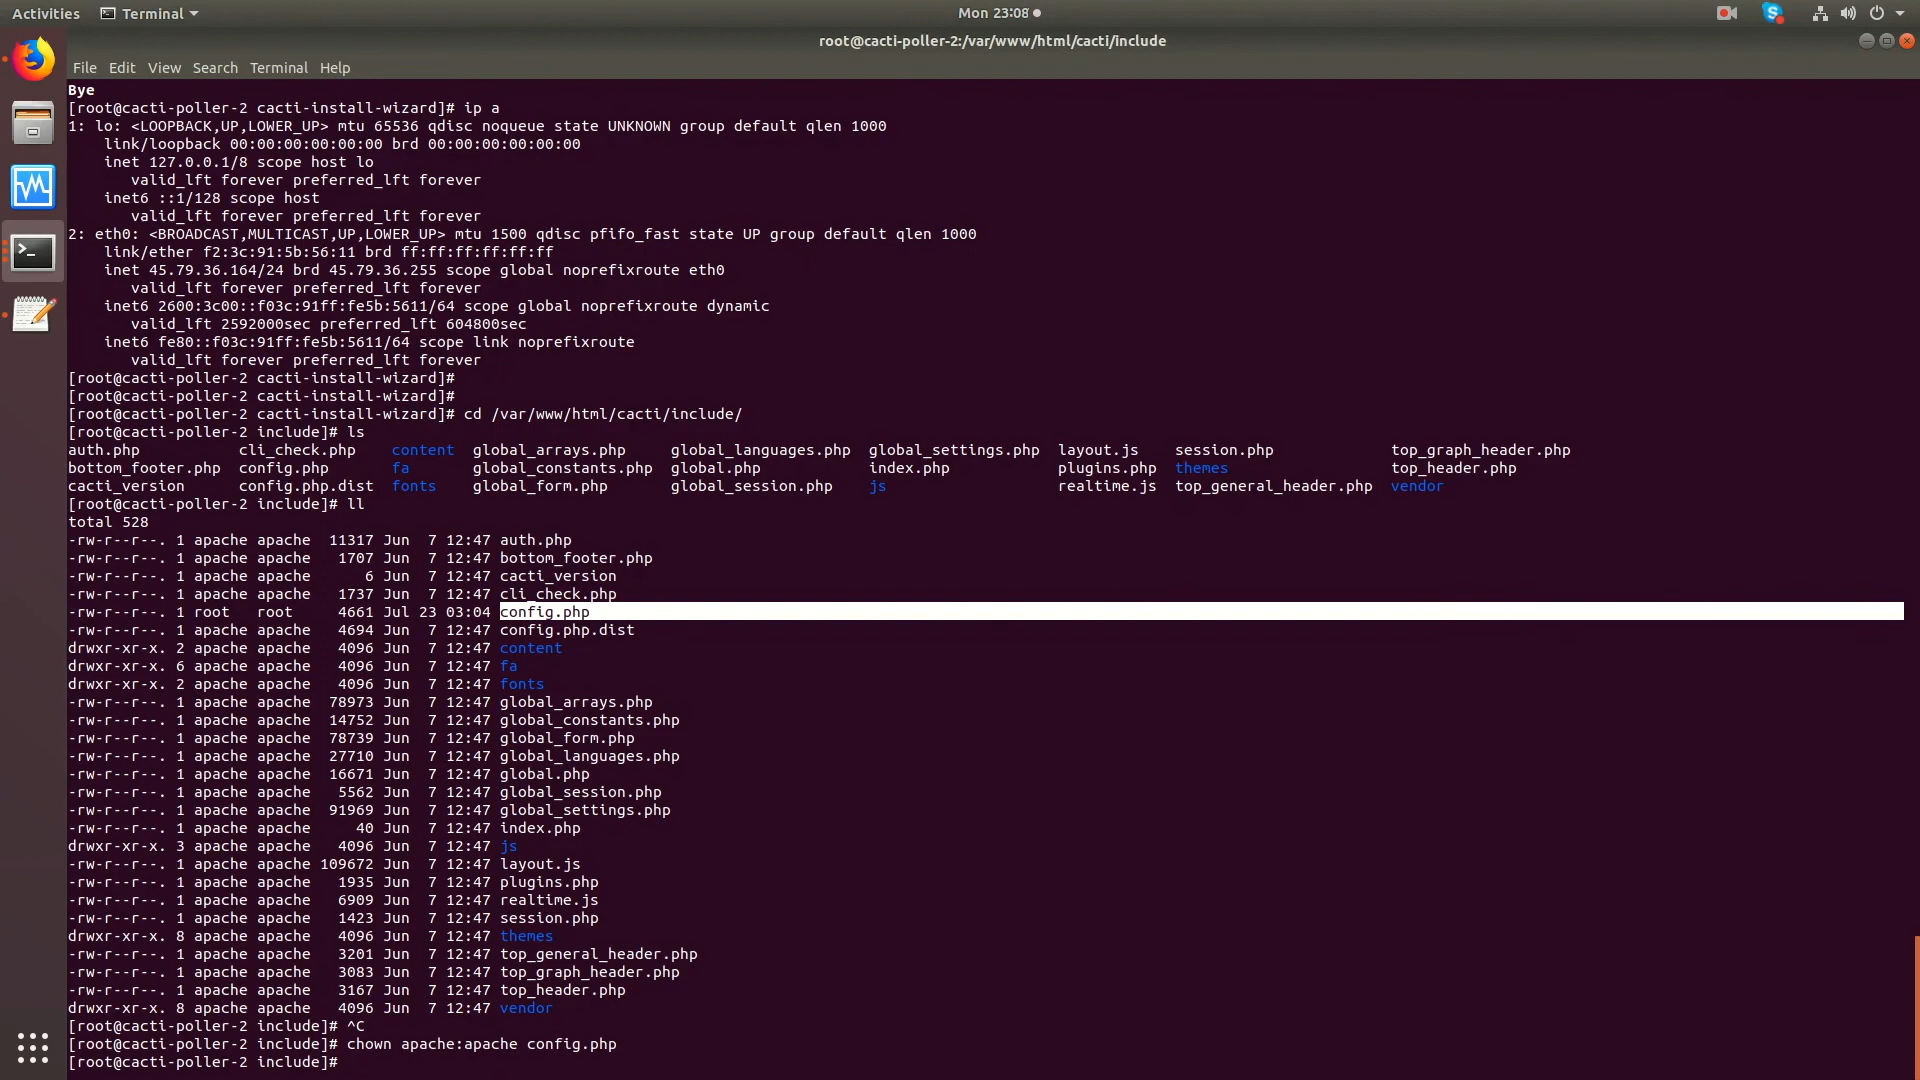 Activities Terminal Mon 23:08
root@cacti-poller-2:/var/www/html/cacti/include
File Edit View Search Terminal Help
Bye
[root@cacti-poller-2 cacti-install-wizard]# ip a
1: lo: <LOOPBACK,UP,LOWER_UP> mtu 65536 qdisc noqueue state UNKNOWN group default qlen 1000
link/loopback 00:00:00:00:00:00 brd 00:00:00:00:00:00
inet 127.0.0.1/8 scope host lo
valid_lft forever preferred_lft forever
inet6 ::1/128 scope host
valid_lft forever preferred_lft forever
2: eth0: <BROADCAST,MULTICAST,UP,LOWER_UP> mtu 1500 qdisc pfifo_fast state UP group default qlen 1000
link/ether f2:3c:91:5b:56:11 brd ff:ff:ff:ff:ff:ff
inet 45.79.36.164/24 brd 45.79.36.255 scope global noprefixroute eth0
valid_lft forever preferred_lft forever
inet6 2600:3c00::f03c:91ff:fe5b:5611/64 scope global noprefixroute dynamic
valid_lft 2592000sec preferred_lft 604800sec
inet6 fe80::f03c:91ff:fe5b:5611/64 scope link noprefixroute
valid_lft forever preferred_lft forever
[root@cacti-poller-2 cacti-install-wizard]#
[root@cacti-poller-2 cacti-install-wizard]#
[root@cacti-poller-2 cacti-install-wizard]# cd /var/www/html/cacti/include/
[root@cacti-poller-2 include]# ls
auth.php cli_check.php content global_arrays.php global_languages.php global_settings.php layout.js session.php top_graph_header.php
bottom_footer.php config.php fa global_constants.php global.php index.php plugins.php themes top_header.php
cacti_version config.php.dist fonts global_form.php global_session.php js realtime.js top_general_header.php vendor
[root@cacti-poller-2 include]# ll
total 528
-rw-r--r--. 1 apache apache 11317 Jun 7 12:47 auth.php
-rw-r--r--. 1 apache apache 1707 Jun 7 12:47 bottom_footer.php
-rw-r--r--. 1 apache apache 6 Jun 7 12:47 cacti_version
-rw-r--r--. 1 apache apache 1737 Jun 7 12:47 cli_check.php
-rw-r--r--. 1 root root 4661 Jul 23 03:04 config.php
-rw-r--r--. 1 apache apache 4694 Jun 7 12:47 config.php.dist
drwxr-xr-x. 2 apache apache 4096 Jun 7 12:47 content
drwxr-xr-x. 6 apache apache 4096 Jun 7 12:47 fa
drwxr-xr-x. 2 apache apache 4096 Jun 7 12:47 fonts
-rw-r--r--. 1 apache apache 78973 Jun 7 12:47 global_arrays.php
-rw-r--r--. 1 apache apache 14752 Jun 7 12:47 global_constants.php
-rw-r--r--. 1 apache apache 78739 Jun 7 12:47 global_form.php
-rw-r--r--. 1 apache apache 27710 Jun 7 12:47 global_languages.php
-rw-r--r--. 1 apache apache 16671 Jun 7 12:47 global.php
-rw-r--r--. 1 apache apache 5562 Jun 7 12:47 global_session.php
-rw-r--r--. 1 apache apache 91969 Jun 7 12:47 global_settings.php
-rw-r--r--. 1 apache apache 40 Jun 7 12:47 index.php
drwxr-xr-x. 3 apache apache 4096 Jun 7 12:47 js
-rw-r--r--. 1 apache apache 109672 Jun 7 12:47 layout.js
-rw-r--r--. 1 apache apache 1935 Jun 7 12:47 plugins.php
-rw-r--r--. 1 apache apache 6909 Jun 7 12:47 realtime.js
-rw-r--r--. 1 apache apache 1423 Jun 7 12:47 session.php
drwxr-xr-x. 8 apache apache 4096 Jun 7 12:47 themes
-rw-r--r--. 1 apache apache 3201 Jun 7 12:47 top_general_header.php
-rw-r--r--. 1 apache apache 3083 Jun 7 12:47 top_graph_header.php
-rw-r--r--. 1 apache apache 3167 Jun 7 12:47 top_header.php
drwxr-xr-x. 8 apache apache 4096 Jun 7 12:47 vendor
[root@cacti-poller-2 include]# ^C
[root@cacti-poller-2 include]# chown apache:apache config.php
[root@cacti-poller-2 include]#